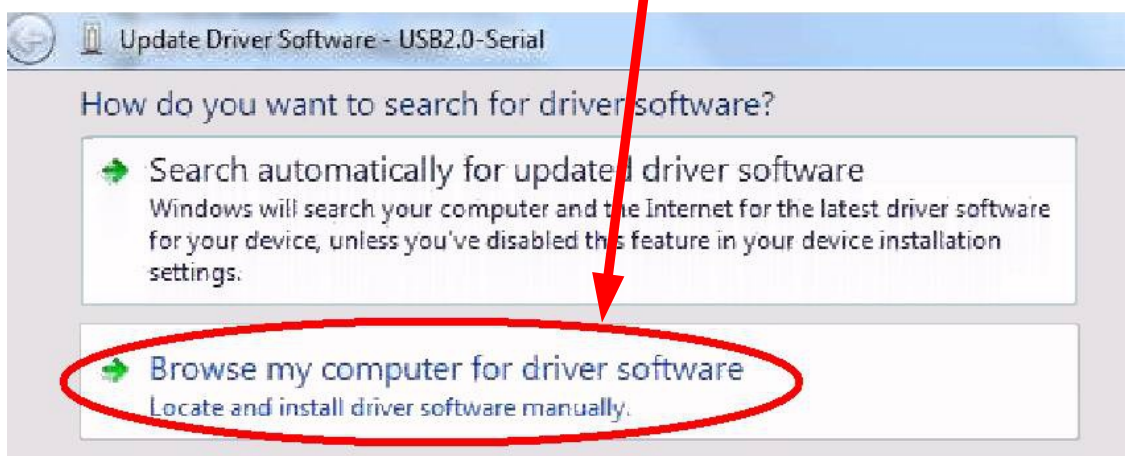 Update Driver Software - USB2.0-Serial
How do you want to search for driver software?
Search automatically for updated driver software
Windows will search your computer and the Internet for the latest driver software
for your device, unless you've disabled this feature in your device installation
settings.
Browse my computer for driver software
Locate and install driver software manually.